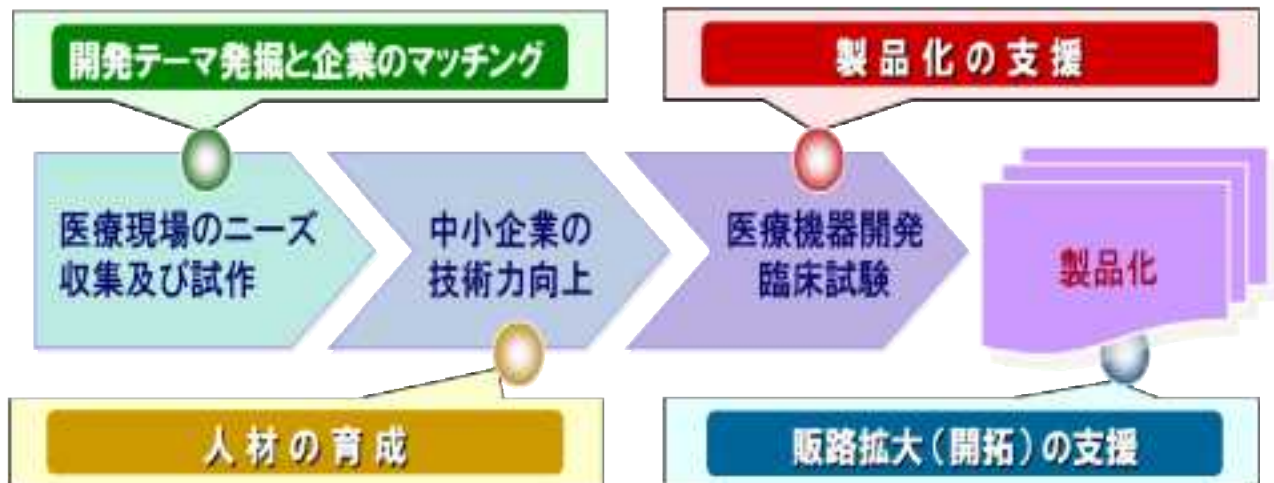 開発テーマ発掘と企業のマッチング
製品化の支援
医療現場のニーズ
収集及び試作
中小企業の
技術力向上
医療機器開発
臨床試験
製品化
人材の育成
販路拡大(開拓)の支援